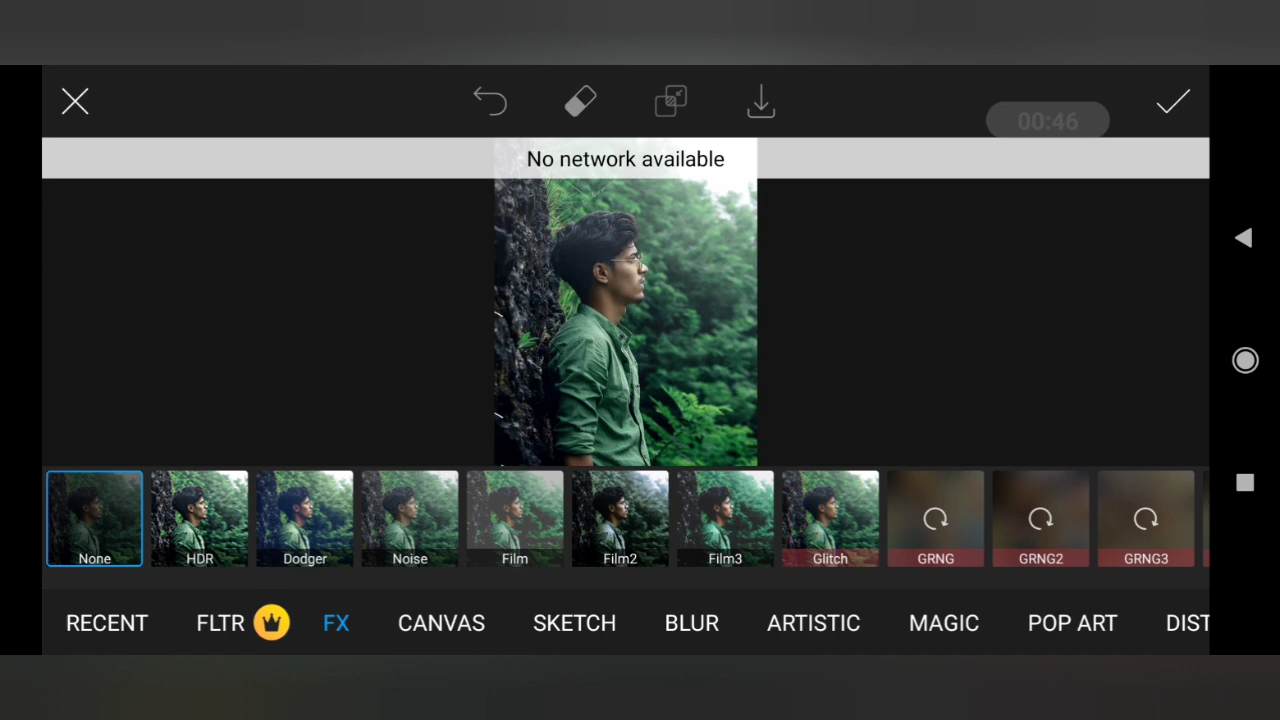 00:46
No network available
None
HDR
Dodger
Noise
Film
Film2
Film3
Glitch
GRNG
GRNG2
GRNG3
RECENT FLTR FX CANVAS SKETCH BLUR ARTISTIC MAGIC POP ART DIST